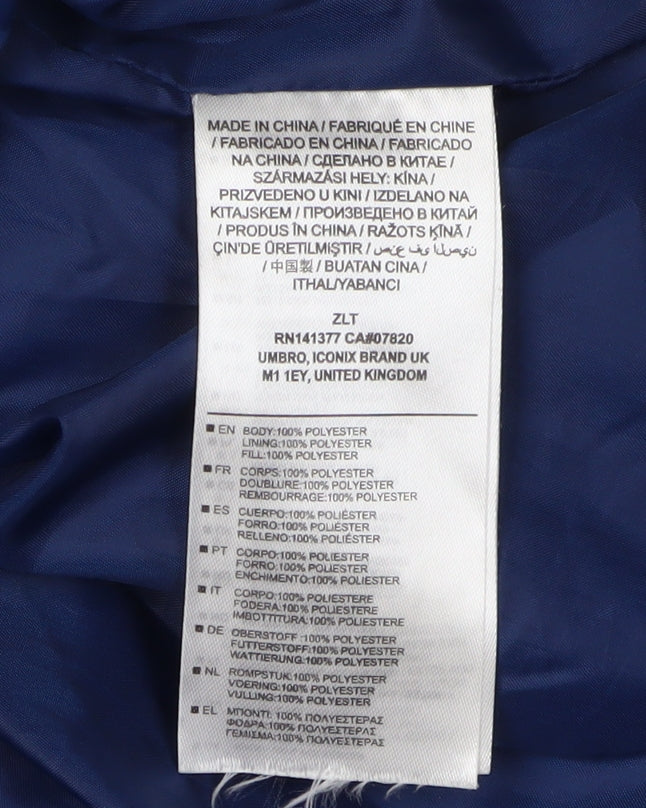 MADE IN CHINA / FABRIQUÉ EN CHINE
/ FABRICADO EN CHINA / FABRICADO
NA CHINA / СДЕЛАНО В КИТАЕ /
SZÁRMAZÁSI HELY: KÍNA /
PRIZVEDENO U KINI / IZDELANO NA
KITAJSKEM / ПРОИЗВЕДЕНО В КИТАЙ
/ PRODUS ÎN CHINA / RAŽOTS ĶĪNĀ /
ÇIN'DE ÜRETILMIŞTIR / صنع في الصين
/ 中国製 / BUATAN CINA /
ITHAL/YABANCI
ZLT
RN141377 CA#07820
UMBRO, ICONIX BRAND UK
M1 1EY, UNITED KINGDOM
EN BODY:100% POLYESTER
LINING:100% POLYESTER
FILL:100% POLYESTER
FR CORPS:100% POLYESTER
DOUBLURE:100% POLYESTER
REMBOURRAGE:100% POLYESTER
ES CUERPO:100% POLIÉSTER
FORRO:100% POLIÉSTER
RELLENO:100% POLIÉSTER
PT CORPO:100% POLIÉSTER
FORRO:100% POLIÉSTER
ENCHIMENTO:100% POLIÉSTER
IT CORPO:100% POLIESTERE
FODERA:100% POLIESTERE
IMBOTTITURA:100% POLIESTERE
DE OBERSTOFF :100% POLYESTER
FUTTERSTOFF:100% POLYESTER
WATTIERUNG:100% POLYESTER
NL ROMPSTUK:100% POLYESTER
VOERING:100% POLYESTER
VULLING:100% POLYESTER
EL ΜΠΟΝΤΙ: 100% ΠΟΛΥΕΣΤΕΡΑΣ
ΦΟΔΡΑ:100% ΠΟΛΥΕΣΤΕΡΑΣ
ΓΕΜΙΣΜΑ:100% ΠΟΛΥΕΣΤΕΡΑΣ